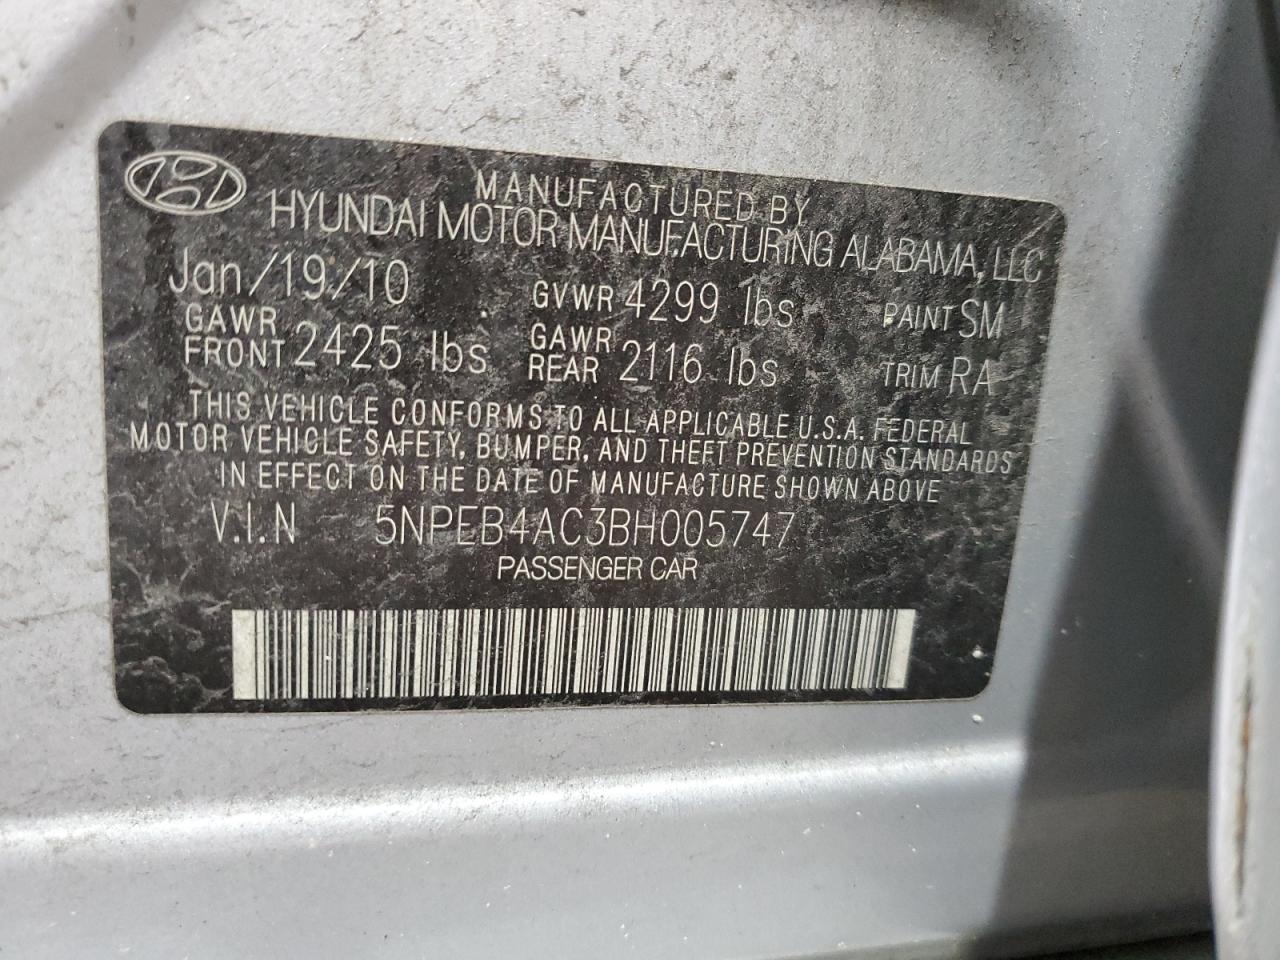 MANUFACTURED BY
HYUNDAI MOTOR MANUFACTURING ALABAMA, LLC
Jan/19/10 GVWR 4299 lbs PAINT SM
GAWR FRONT 2425 lbs GAWR REAR 2116 lbs TRIM RA
THIS VEHICLE CONFORMS TO ALL APPLICABLE U.S.A. FEDERAL
MOTOR VEHICLE SAFETY, BUMPER, AND THEFT PREVENTION STANDARDS
IN EFFECT ON THE DATE OF MANUFACTURE SHOWN ABOVE
V.I.N 5NPEB4AC3BH005747
PASSENGER CAR